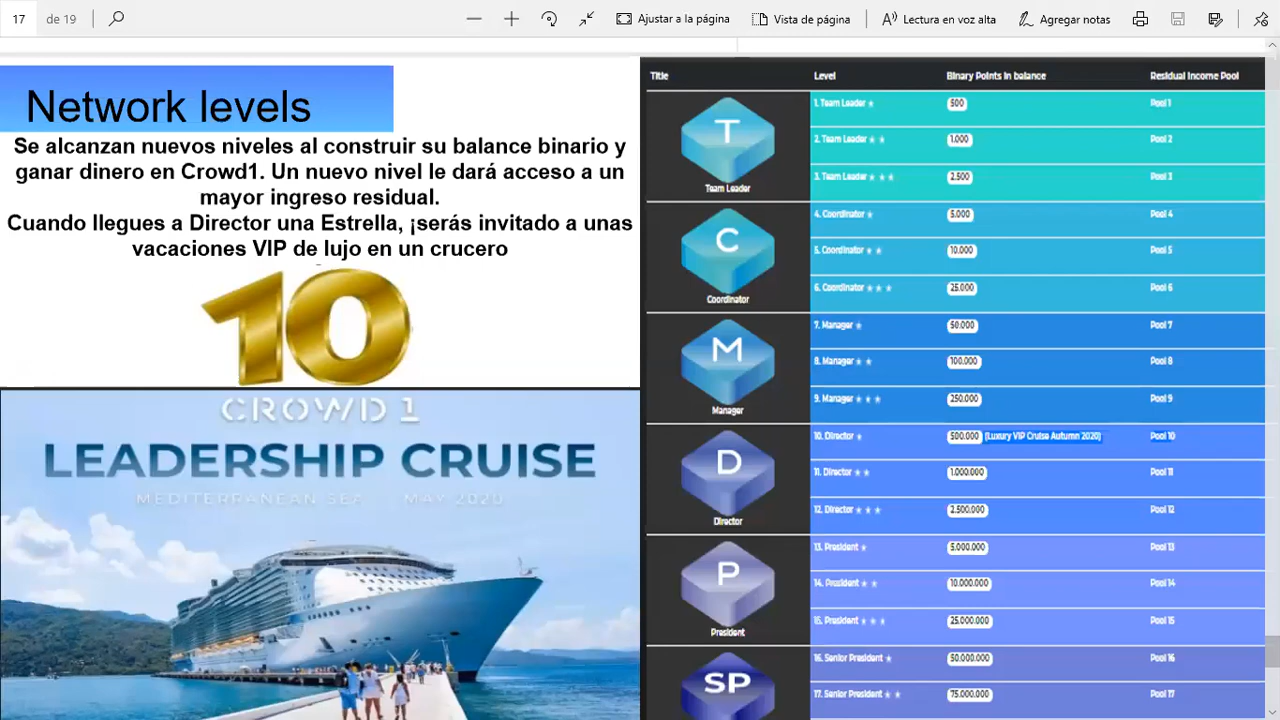 17 de 19
Ajustar a la página
Vista de página
Lectura en voz alta
Agregar notas
Network levels
Se alcanzan nuevos niveles al construir su balance binario y
ganar dinero en Crowd1. Un nuevo nivel le dará acceso a un
mayor ingreso residual.
Cuando llegues a Director una Estrella, ¡serás invitado a unas
vacaciones VIP de lujo en un crucero
10
CROWD 1
LEADERSHIP CRUISE
MEDITERRANEAN SEA MAY 2020
Title Level Binary Points in balance Residual Income Pool
T
Team Leader
1. Team Leader ★ 500 Pool 1
2. Team Leader ★ ★ 1.000 Pool 2
3. Team Leader ★ ★ ★ 2.500 Pool 3
C
Coordinator
4. Coordinator ★ 5.000 Pool 4
5. Coordinator ★ ★ 10.000 Pool 5
6. Coordinator ★ ★ ★ 25.000 Pool 6
M
Manager
7. Manager ★ 50.000 Pool 7
8. Manager ★ ★ 100.000 Pool 8
9. Manager ★ ★ ★ 250.000 Pool 9
D
Director
10. Director ★ 500.000 (Luxury VIP Cruise Autumn 2020) Pool 10
11. Director ★ ★ 1.000.000 Pool 11
12. Director ★ ★ ★ 2.500.000 Pool 12
P
President
13. President ★ 5.000.000 Pool 13
14. President ★ ★ 10.000.000 Pool 14
15. President ★ ★ ★ 25.000.000 Pool 15
SP
16. Senior President ★ 50.000.000 Pool 16
17. Senior President ★ ★ 75.000.000 Pool 17